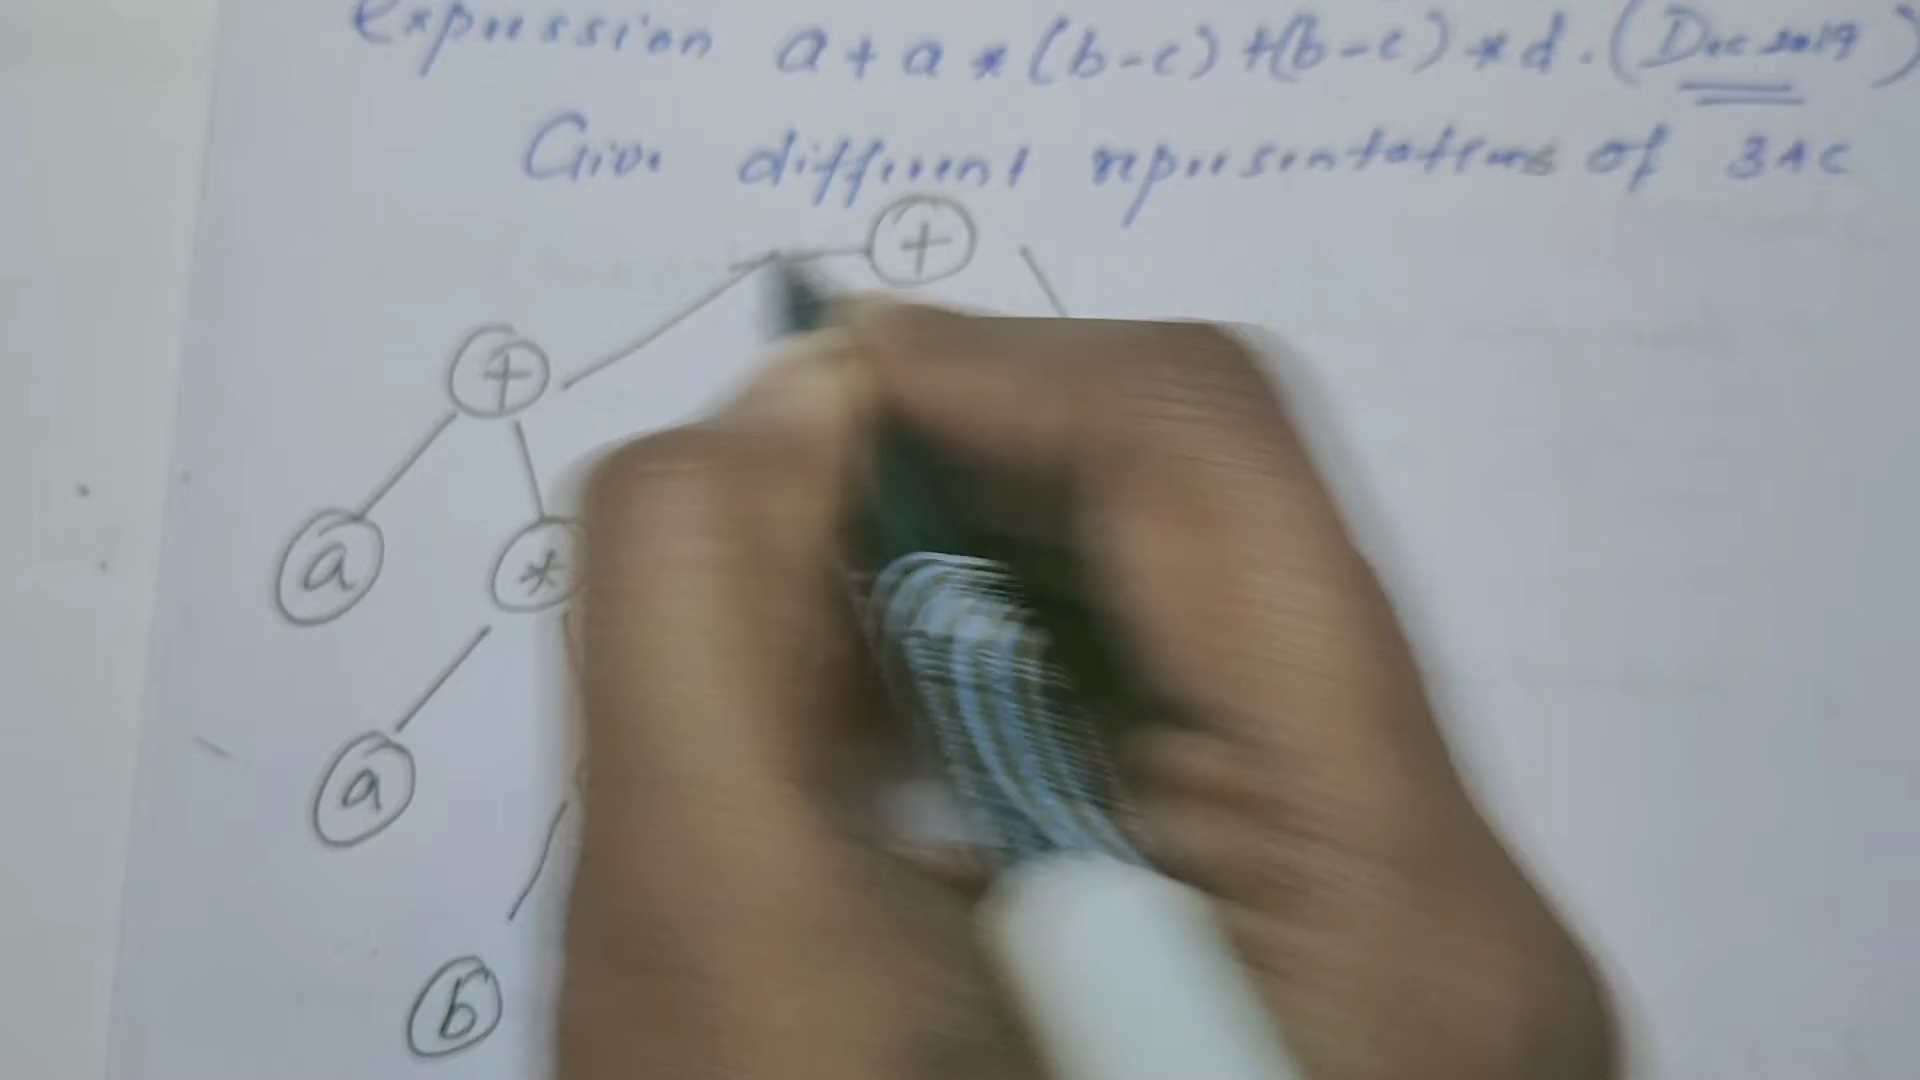 Expression a + a * (b-c) + (b-c) * d . (Dec 2019)
Give different representations of 3AC
+
+
a
*
a
b